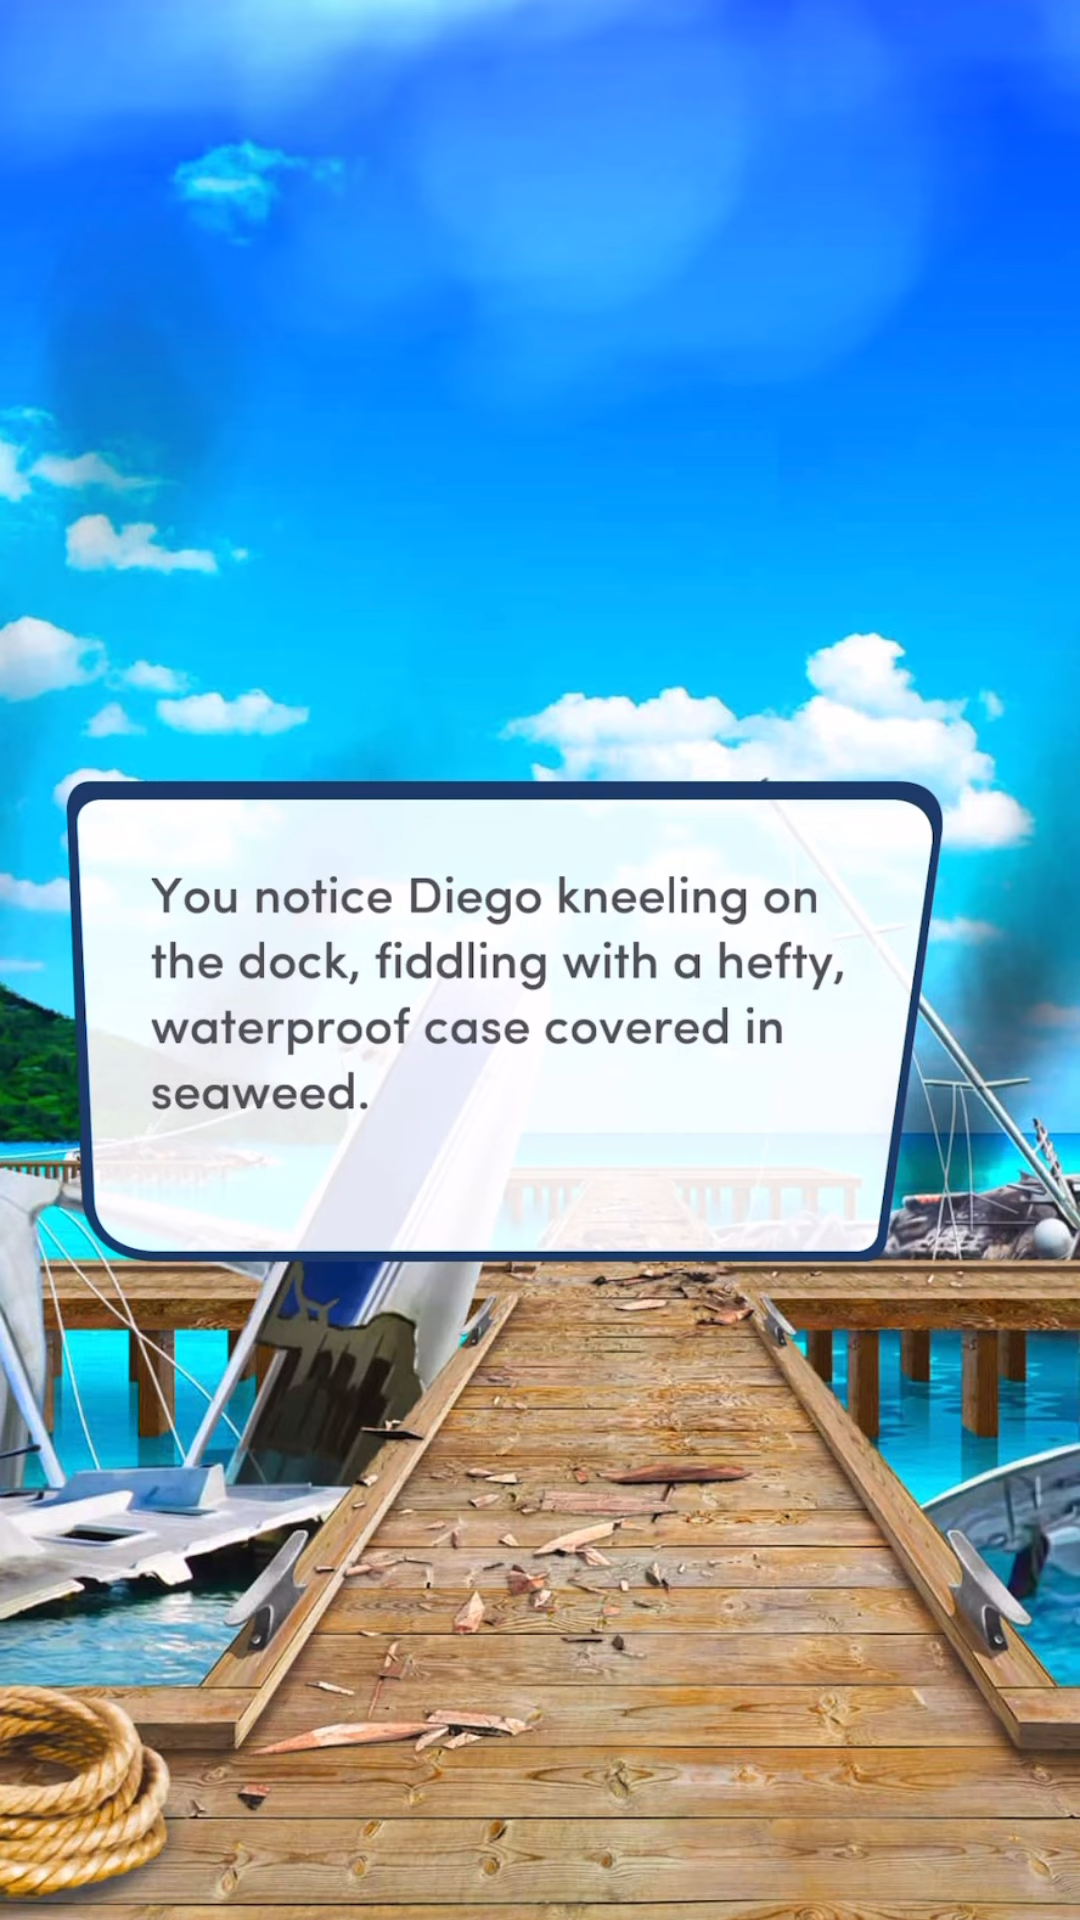 You notice Diego kneeling on
the dock, fiddling with a hefty,
waterproof case covered in
seaweed.